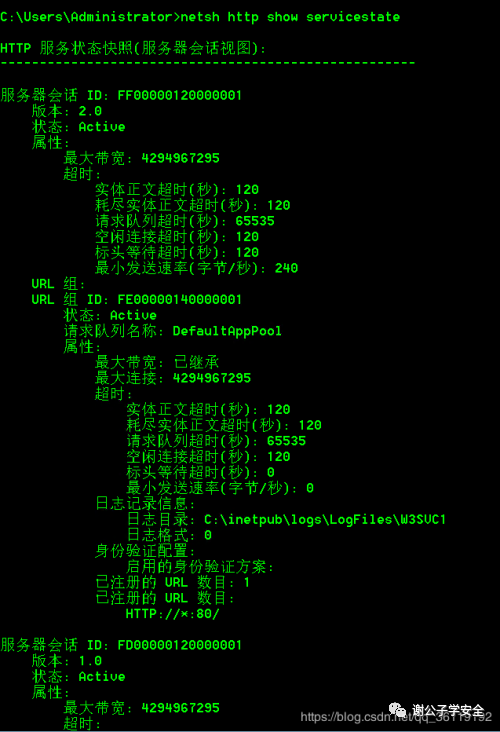 C:\Users\Administrator>netsh http show servicestate
HTTP 服务状态快照(服务器会话视图):
----------------------------------------------------
服务器会话 ID: FF00000120000001
版本: 2.0
状态: Active
属性:
最大带宽: 4294967295
超时:
实体正文超时(秒): 120
耗尽实体正文超时(秒): 120
请求队列超时(秒): 65535
空闲连接超时(秒): 120
标头等待超时(秒): 120
最小发送速率(字节/秒): 240
URL 组:
URL 组 ID: FE00000140000001
状态: Active
请求队列名称: DefaultAppPool
属性:
最大带宽: 已继承
最大连接: 4294967295
超时:
实体正文超时(秒): 120
耗尽实体正文超时(秒): 120
请求队列超时(秒): 65535
空闲连接超时(秒): 120
标头等待超时(秒): 0
最小发送速率(字节/秒): 0
日志记录信息:
日志目录: C:\inetpub\logs\LogFiles\W3SVC1
日志格式: 0
身份验证配置:
启用的身份验证方案:
已注册的 URL 数目: 1
已注册的 URL 数目:
HTTP://*:80/
服务器会话 ID: FD00000120000001
版本: 1.0
状态: Active
属性:
最大带宽: 4294967295
超时:
谢公子学安全
https://blog.csdn.net/qq_36119192